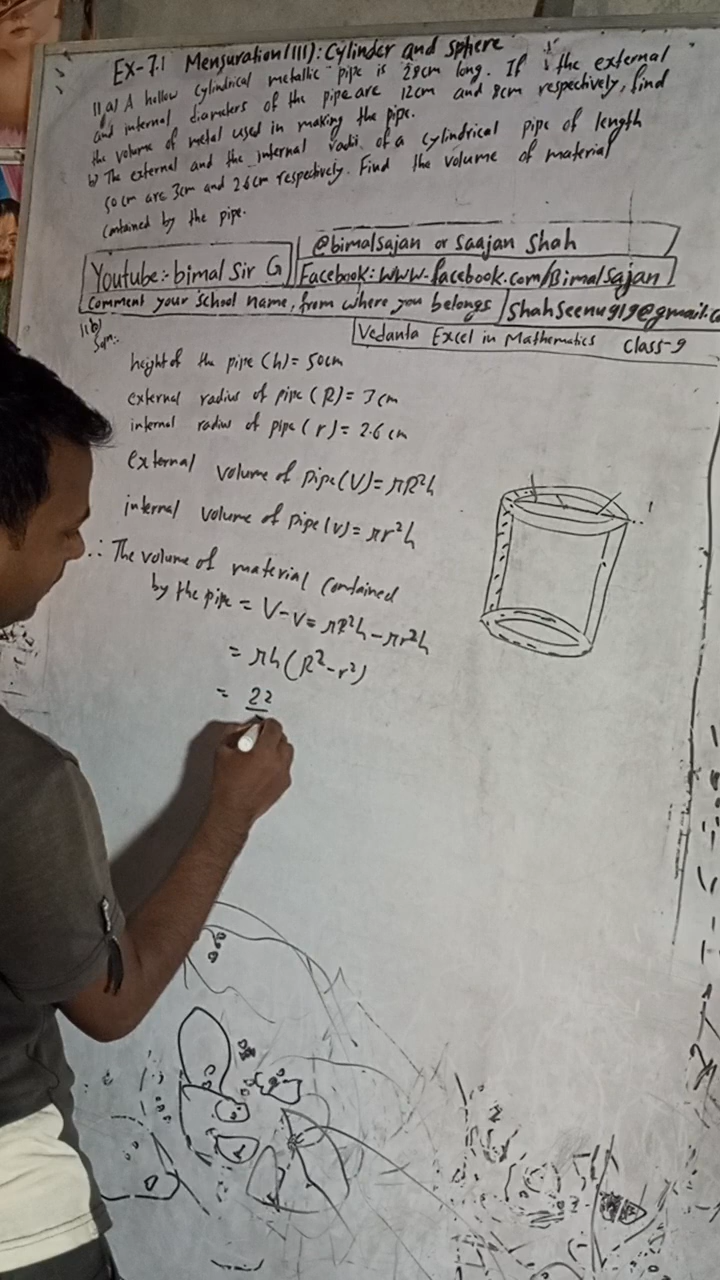 Ex-7.1 Mensuration(III): Cylinder and sphere
11 a) A hollow cylindrical metallic pipe is 28cm long. If the external
and internal diameters of the pipe are 12cm and 8cm respectively, find
the volume of metal used in making the pipe.
b) The external and the internal radii of a cylindrical pipe of length
50cm are 3cm and 2.6cm respectively. Find the volume of material
contained by the pipe.
@bimalsajan or Saajan Shah
Youtube:- bimal Sir G
Facebook: www.facebook.com/Bimalsajan
Comment your school name, from where you belongs
Shahseenu919@gmail.c
Vedanta Excel in Mathematics Class-9
11b)
Soln:-
height of the pipe (h) = 50cm
external radius of pipe (R) = 3cm
internal radius of pipe (r) = 2.6cm
external volume of pipe (V) = πR²h
internal volume of pipe (v) = πr²h
∴ The volume of material contained
by the pipe = V-v = πR²h - πr²h
= πh(R²-r²)
= 22